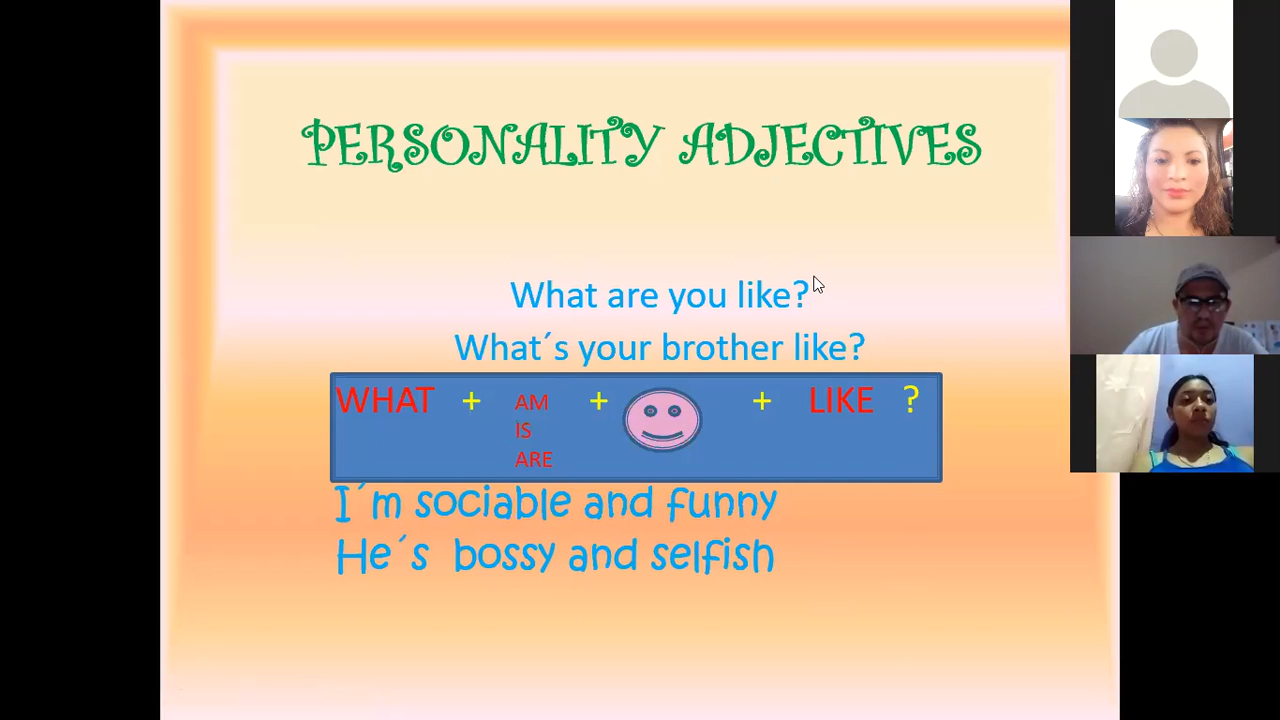 PERSONALITY ADJECTIVES
What are you like?
What´s your brother like?
WHAT + AM + + LIKE ?
IS
ARE
I´m sociable and funny
He´s bossy and selfish